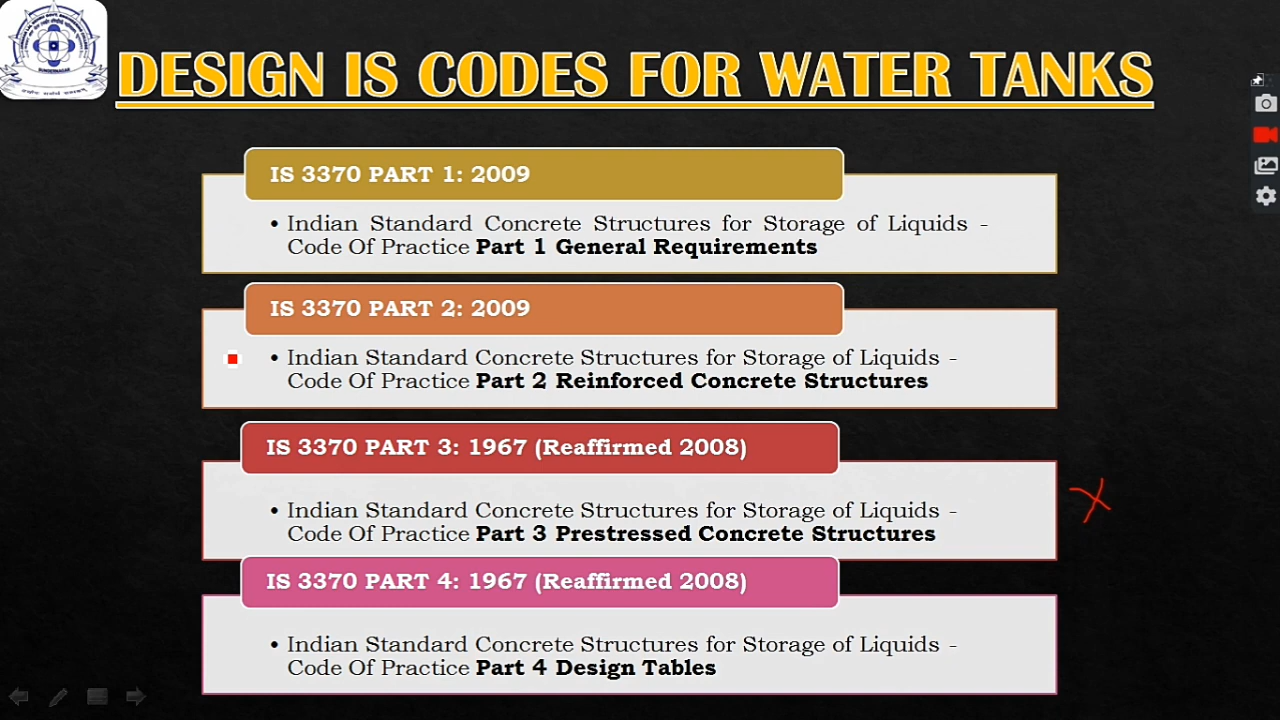 DESIGN IS CODES FOR WATER TANKS
IS 3370 PART 1: 2009
• Indian Standard Concrete Structures for Storage of Liquids -
Code Of Practice Part 1 General Requirements
IS 3370 PART 2: 2009
• Indian Standard Concrete Structures for Storage of Liquids -
Code Of Practice Part 2 Reinforced Concrete Structures
IS 3370 PART 3: 1967 (Reaffirmed 2008)
• Indian Standard Concrete Structures for Storage of Liquids -
Code Of Practice Part 3 Prestressed Concrete Structures
IS 3370 PART 4: 1967 (Reaffirmed 2008)
• Indian Standard Concrete Structures for Storage of Liquids -
Code Of Practice Part 4 Design Tables